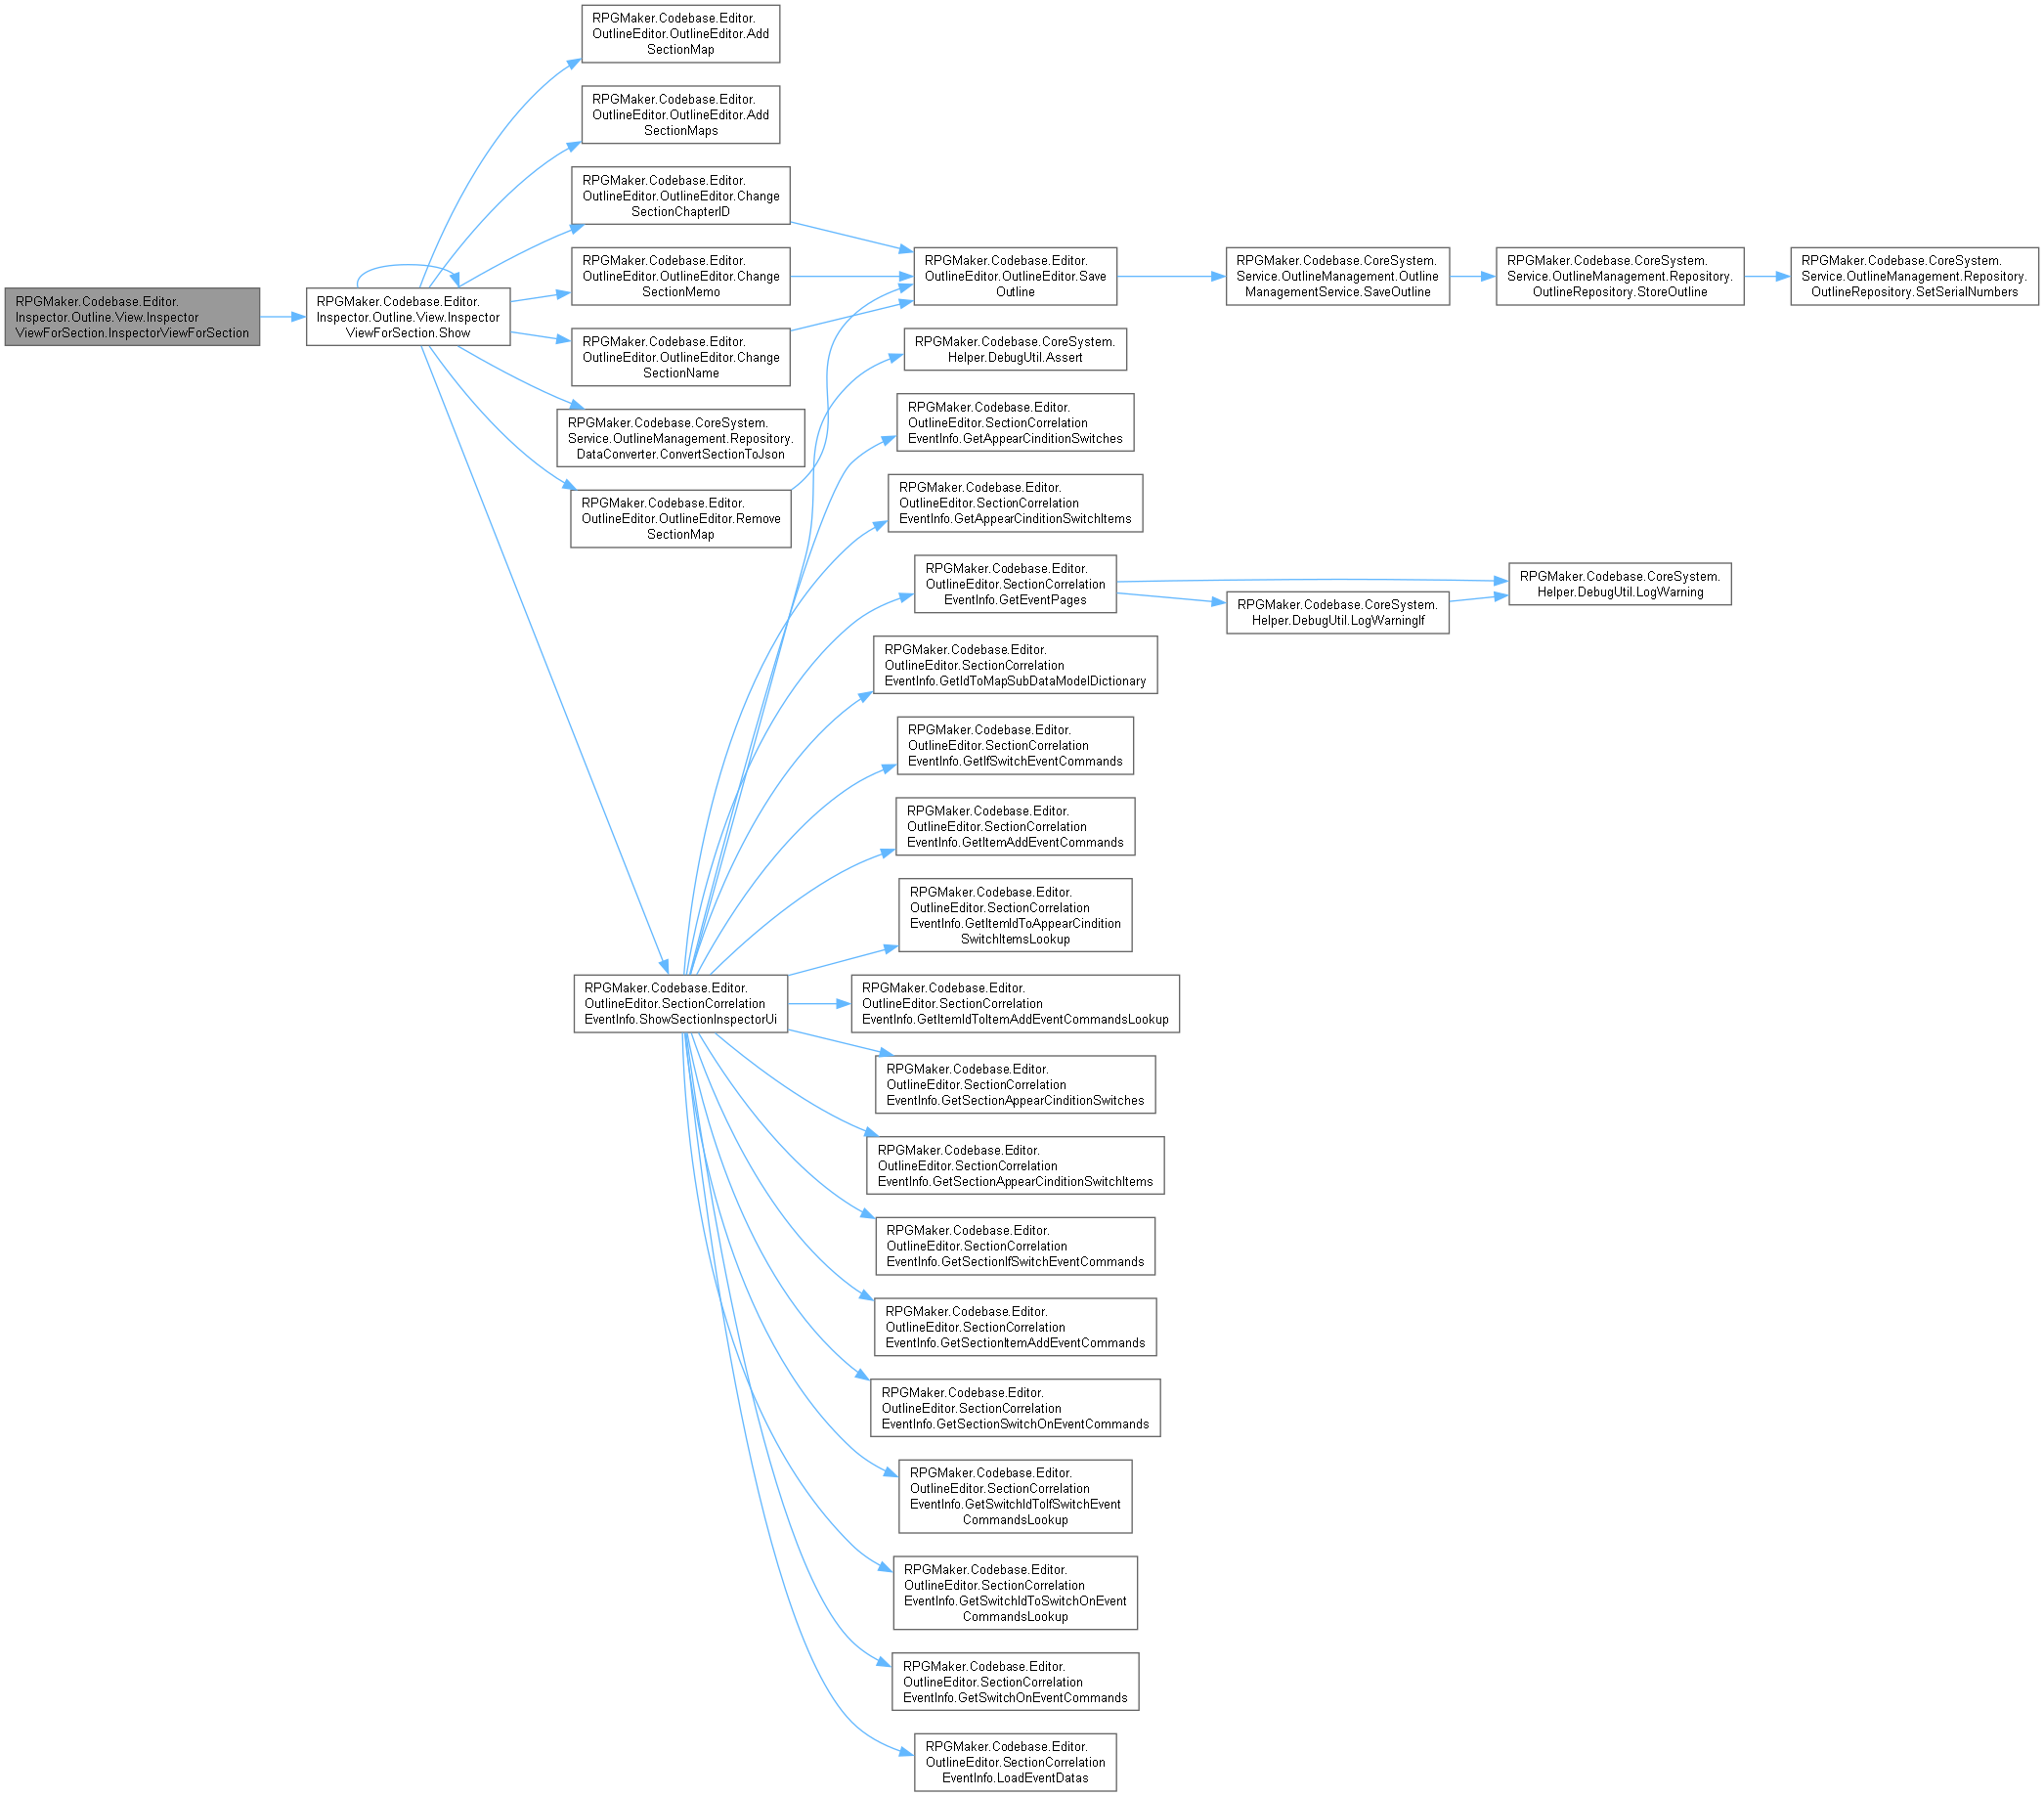 RPGMaker.Codebase.Editor.
Inspector.Outline.View.Inspector
ViewForSection.InspectorViewForSection
RPGMaker.Codebase.Editor.
Inspector.Outline.View.Inspector
ViewForSection.Show
RPGMaker.Codebase.Editor.
OutlineEditor.OutlineEditor.Add
SectionMap
RPGMaker.Codebase.Editor.
OutlineEditor.OutlineEditor.Add
SectionMaps
RPGMaker.Codebase.Editor.
OutlineEditor.OutlineEditor.Change
SectionChapterID
RPGMaker.Codebase.Editor.
OutlineEditor.OutlineEditor.Change
SectionMemo
RPGMaker.Codebase.Editor.
OutlineEditor.OutlineEditor.Change
SectionName
RPGMaker.Codebase.CoreSystem.
Service.OutlineManagement.Repository.
DataConverter.ConvertSectionToJson
RPGMaker.Codebase.Editor.
OutlineEditor.OutlineEditor.Remove
SectionMap
RPGMaker.Codebase.Editor.
OutlineEditor.SectionCorrelation
EventInfo.ShowSectionInspectorUi
RPGMaker.Codebase.Editor.
OutlineEditor.OutlineEditor.Save
Outline
RPGMaker.Codebase.CoreSystem.
Service.OutlineManagement.Outline
ManagementService.SaveOutline
RPGMaker.Codebase.CoreSystem.
Service.OutlineManagement.Repository.
OutlineRepository.StoreOutline
RPGMaker.Codebase.CoreSystem.
Service.OutlineManagement.Repository.
OutlineRepository.SetSerialNumbers
RPGMaker.Codebase.CoreSystem.
Helper.DebugUtil.Assert
RPGMaker.Codebase.Editor.
OutlineEditor.SectionCorrelation
EventInfo.GetAppearCinditionSwitches
RPGMaker.Codebase.Editor.
OutlineEditor.SectionCorrelation
EventInfo.GetAppearCinditionSwitchItems
RPGMaker.Codebase.Editor.
OutlineEditor.SectionCorrelation
EventInfo.GetEventPages
RPGMaker.Codebase.CoreSystem.
Helper.DebugUtil.LogWarningIf
RPGMaker.Codebase.CoreSystem.
Helper.DebugUtil.LogWarning
RPGMaker.Codebase.Editor.
OutlineEditor.SectionCorrelation
EventInfo.GetIdToMapSubDataModelDictionary
RPGMaker.Codebase.Editor.
OutlineEditor.SectionCorrelation
EventInfo.GetIfSwitchEventCommands
RPGMaker.Codebase.Editor.
OutlineEditor.SectionCorrelation
EventInfo.GetItemAddEventCommands
RPGMaker.Codebase.Editor.
OutlineEditor.SectionCorrelation
EventInfo.GetItemIdToAppearCindition
SwitchItemsLookup
RPGMaker.Codebase.Editor.
OutlineEditor.SectionCorrelation
EventInfo.GetItemIdToItemAddEventCommandsLookup
RPGMaker.Codebase.Editor.
OutlineEditor.SectionCorrelation
EventInfo.GetSectionAppearCinditionSwitches
RPGMaker.Codebase.Editor.
OutlineEditor.SectionCorrelation
EventInfo.GetSectionAppearCinditionSwitchItems
RPGMaker.Codebase.Editor.
OutlineEditor.SectionCorrelation
EventInfo.GetSectionIfSwitchEventCommands
RPGMaker.Codebase.Editor.
OutlineEditor.SectionCorrelation
EventInfo.GetSectionItemAddEventCommands
RPGMaker.Codebase.Editor.
OutlineEditor.SectionCorrelation
EventInfo.GetSectionSwitchOnEventCommands
RPGMaker.Codebase.Editor.
OutlineEditor.SectionCorrelation
EventInfo.GetSwitchIdToIfSwitchEvent
CommandsLookup
RPGMaker.Codebase.Editor.
OutlineEditor.SectionCorrelation
EventInfo.GetSwitchIdToSwitchOnEvent
CommandsLookup
RPGMaker.Codebase.Editor.
OutlineEditor.SectionCorrelation
EventInfo.GetSwitchOnEventCommands
RPGMaker.Codebase.Editor.
OutlineEditor.SectionCorrelation
EventInfo.LoadEventDatas